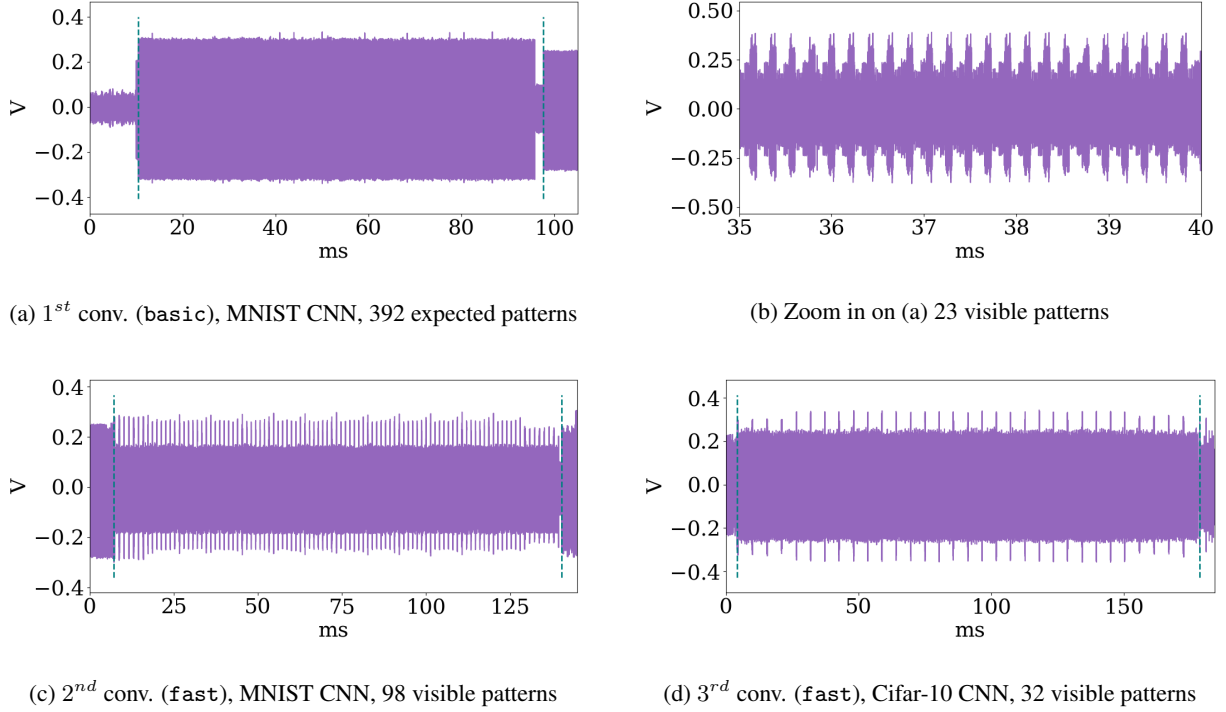 0.4
0.2
0.0
−0.2
−0.4
V
0 20 40 60 80 100
ms
(a) 1st conv. (basic), MNIST CNN, 392 expected patterns
0.50
0.25
0.00
−0.25
−0.50
V
35 36 37 38 39 40
ms
(b) Zoom in on (a) 23 visible patterns
0.4
0.2
0.0
−0.2
−0.4
V
0 25 50 75 100 125
ms
(c) 2nd conv. (fast), MNIST CNN, 98 visible patterns
0.4
0.2
0.0
−0.2
−0.4
V
0 50 100 150
ms
(d) 3rd conv. (fast), Cifar-10 CNN, 32 visible patterns